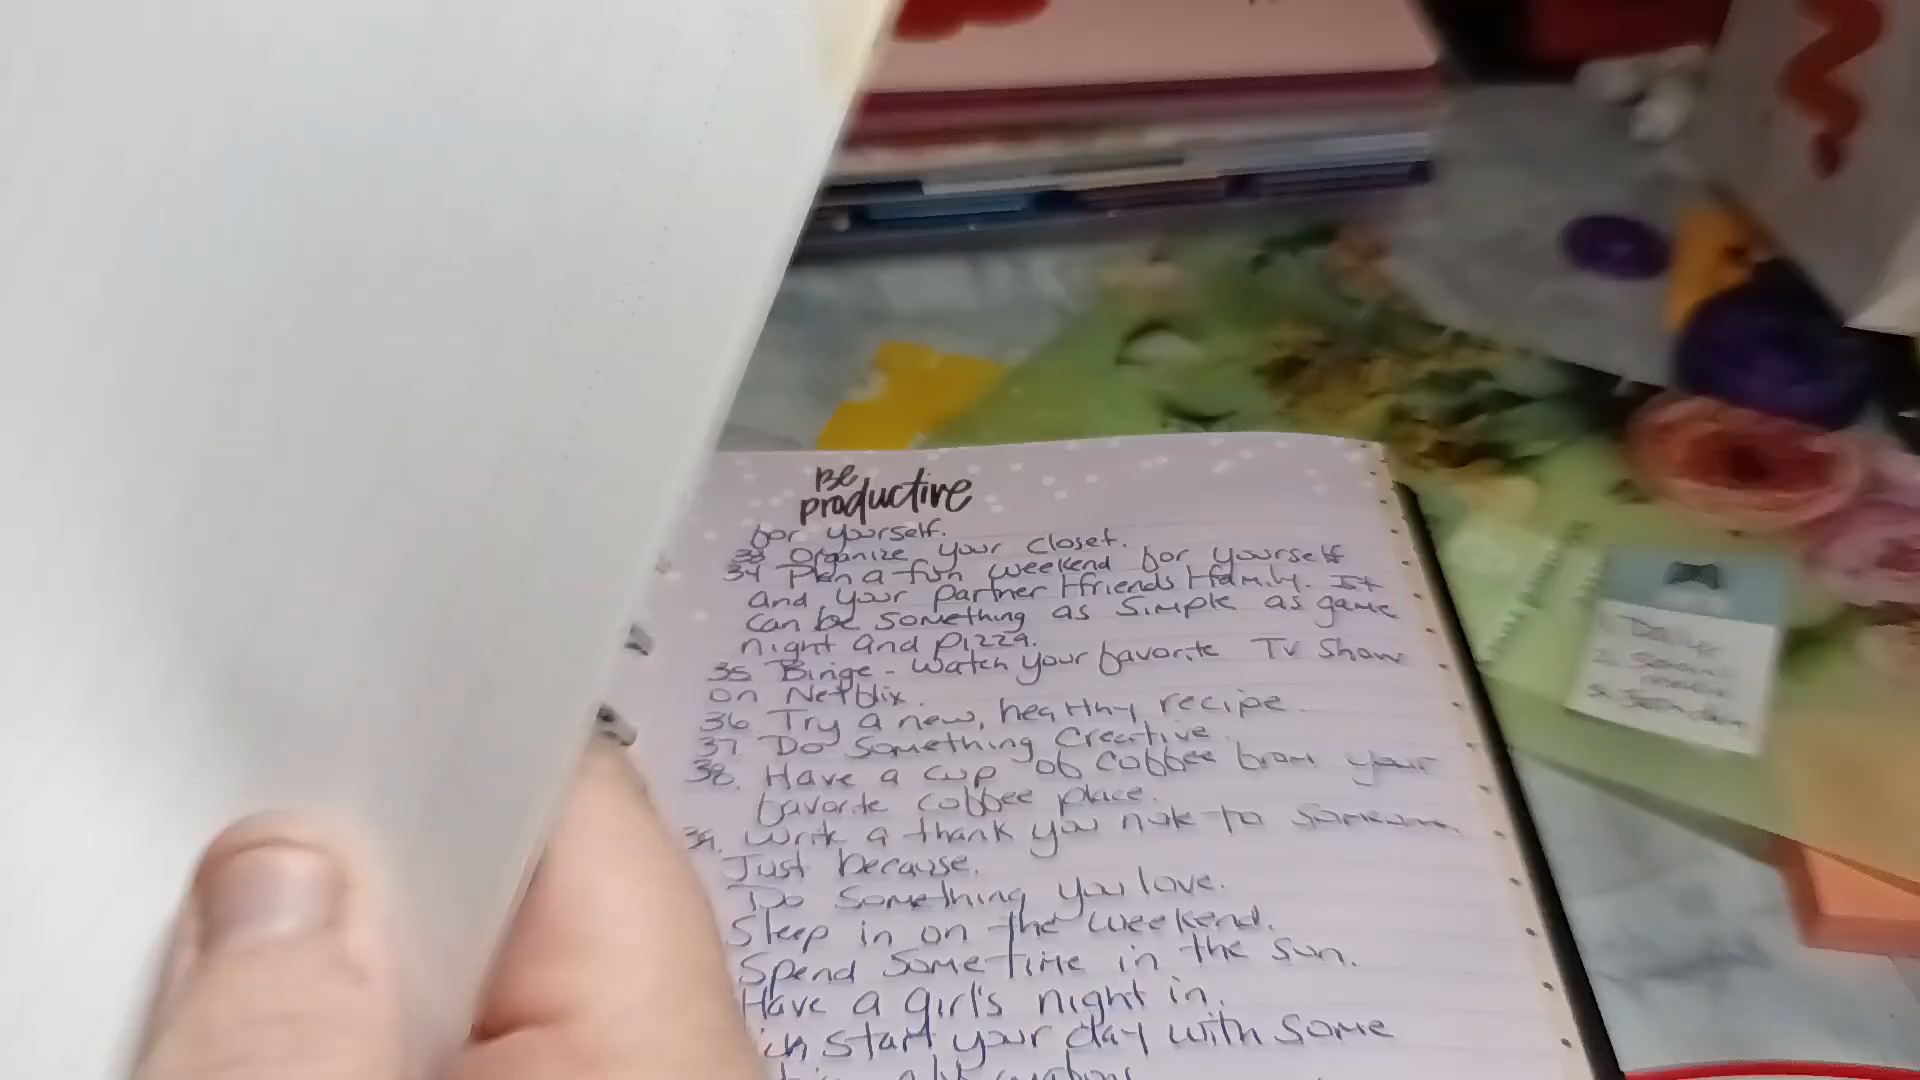 Be
productive
for yourself.
33 Organize your closet.
34 Plan a fun weekend for yourself
and your partner / friends / family. It
can be something as simple as game
night and pizza.
35 Binge - watch your favorite TV Show
on Netflix.
36 Try a new, healthy recipe.
37 Do something creative.
38. Have a cup of coffee from your
favorite coffee place.
39. Write a thank you note to someone
Just because.
Do something you love.
Sleep in on the weekend.
Spend some time in the sun.
Have a girl's night in.
start your day with some
Daily